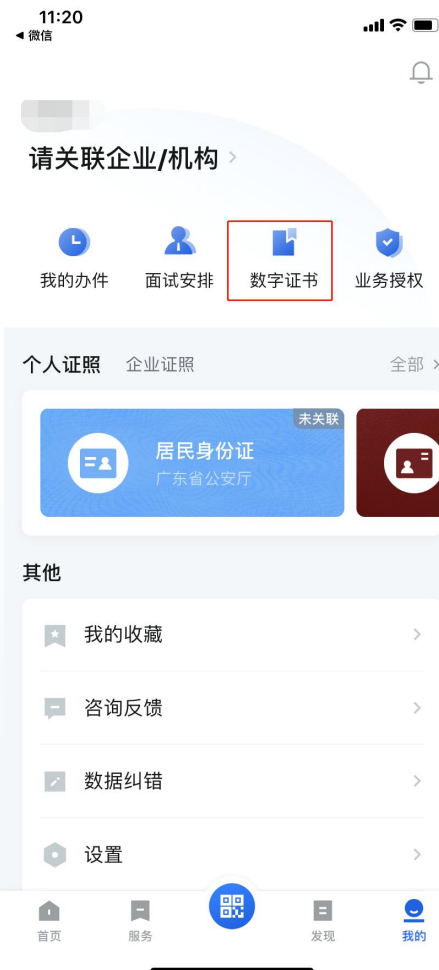 11:20
◀ 微信
请关联企业/机构 >
我的办件 面试安排 数字证书 业务授权
个人证照 企业证照 全部 >
未关联
居民身份证
广东省公安厅
其他
我的收藏 >
咨询反馈 >
数据纠错 >
设置 >
首页 服务 发现 我的